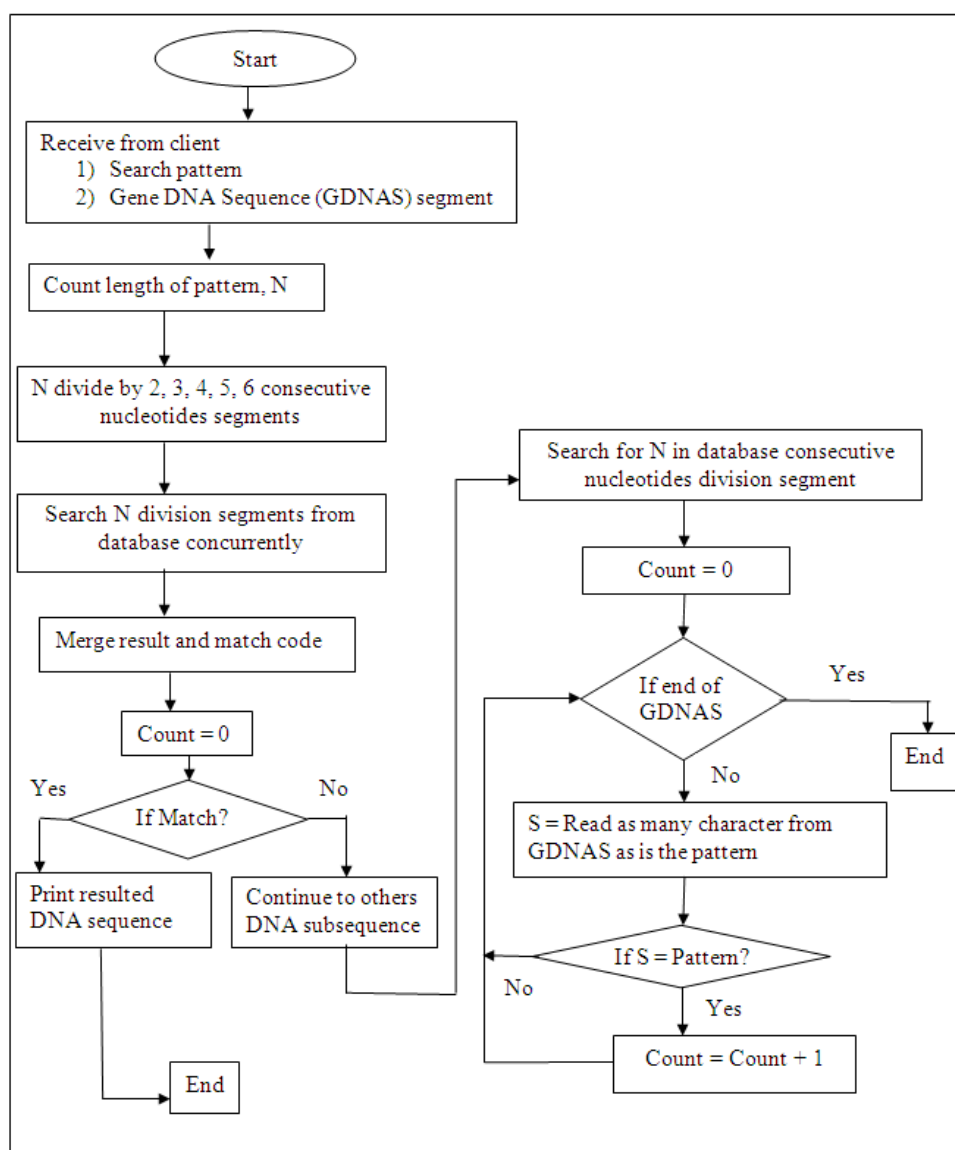 Start
Receive from client
1) Search pattern
2) Gene DNA Sequence (GDNAS) segment
Count length of pattern, N
N divide by 2, 3, 4, 5, 6 consecutive
nucleotides segments
Search N division segments from
database concurrently
Merge result and match code
Count = 0
Yes
No
If Match?
Print resulted
DNA sequence
Continue to others
DNA subsequence
End
Search for N in database consecutive
nucleotides division segment
Count = 0
If end of
GDNAS
Yes
End
No
S = Read as many character from
GDNAS as is the pattern
If S = Pattern?
No
Yes
Count = Count + 1